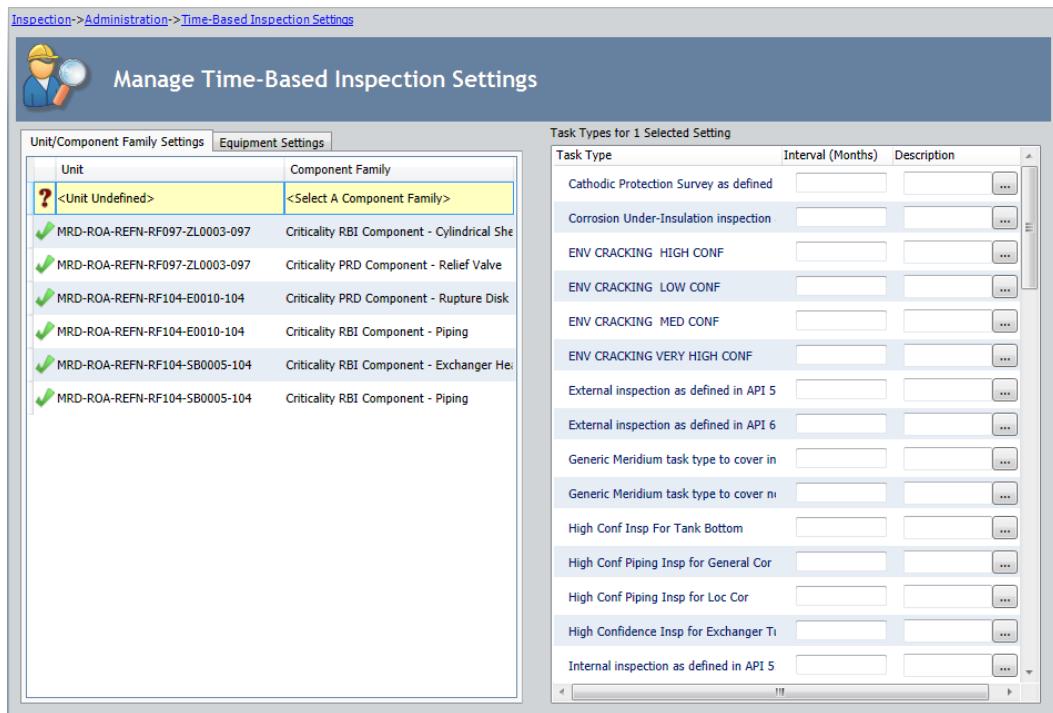 Inspection->Administration->Time-Based Inspection Settings
Manage Time-Based Inspection Settings
Unit/Component Family Settings Equipment Settings
Unit Component Family
? <Unit Undefined> <Select A Component Family>
MRD-ROA-REFN-RF097-ZL0003-097 Criticality RBI Component - Cylindrical She
MRD-ROA-REFN-RF097-ZL0003-097 Criticality PRD Component - Relief Valve
MRD-ROA-REFN-RF104-E0010-104 Criticality PRD Component - Rupture Disk
MRD-ROA-REFN-RF104-E0010-104 Criticality RBI Component - Piping
MRD-ROA-REFN-RF104-SB0005-104 Criticality RBI Component - Exchanger Hea
MRD-ROA-REFN-RF104-SB0005-104 Criticality RBI Component - Piping
Task Types for 1 Selected Setting
Task Type Interval (Months) Description
Cathodic Protection Survey as defined ...
Corrosion Under-Insulation inspection ...
ENV CRACKING HIGH CONF ...
ENV CRACKING LOW CONF ...
ENV CRACKING MED CONF ...
ENV CRACKING VERY HIGH CONF ...
External inspection as defined in API 5 ...
External inspection as defined in API 6 ...
Generic Meridium task type to cover in ...
Generic Meridium task type to cover no ...
High Conf Insp For Tank Bottom ...
High Conf Piping Insp for General Cor ...
High Conf Piping Insp for Loc Cor ...
High Confidence Insp for Exchanger Tu ...
Internal inspection as defined in API 5 ...